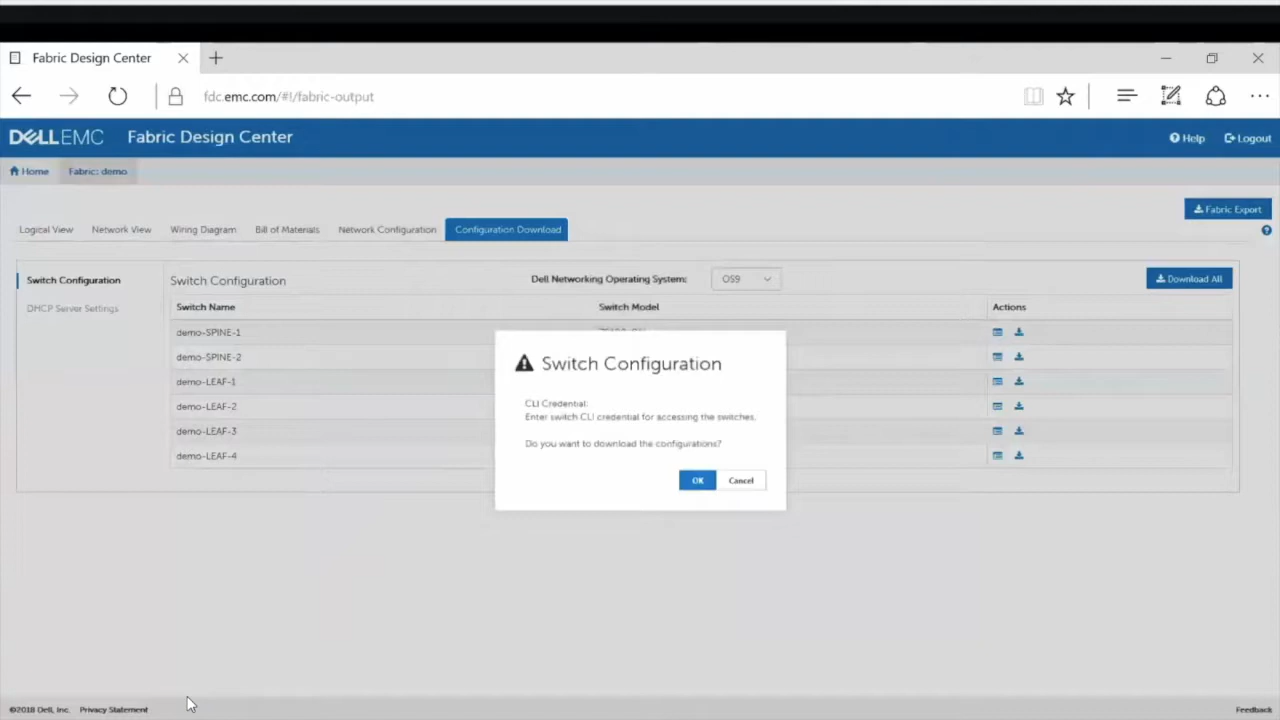 Fabric Design Center
fdc.emc.com/#!/fabric-output
DELLEMC Fabric Design Center Help Logout
Home Fabric: demo
Fabric Export
Logical View Network View Wiring Diagram Bill of Materials Network Configuration Configuration Download
Switch Configuration
DHCP Server Settings
Switch Configuration Dell Networking Operating System: OS9 Download All
Switch Name Switch Model Actions
demo-SPINE-1
demo-SPINE-2
demo-LEAF-1
demo-LEAF-2
demo-LEAF-3
demo-LEAF-4
Switch Configuration
CLI Credential:
Enter switch CLI credential for accessing the switches.
Do you want to download the configurations?
OK Cancel
©2018 Dell, Inc. Privacy Statement Feedback